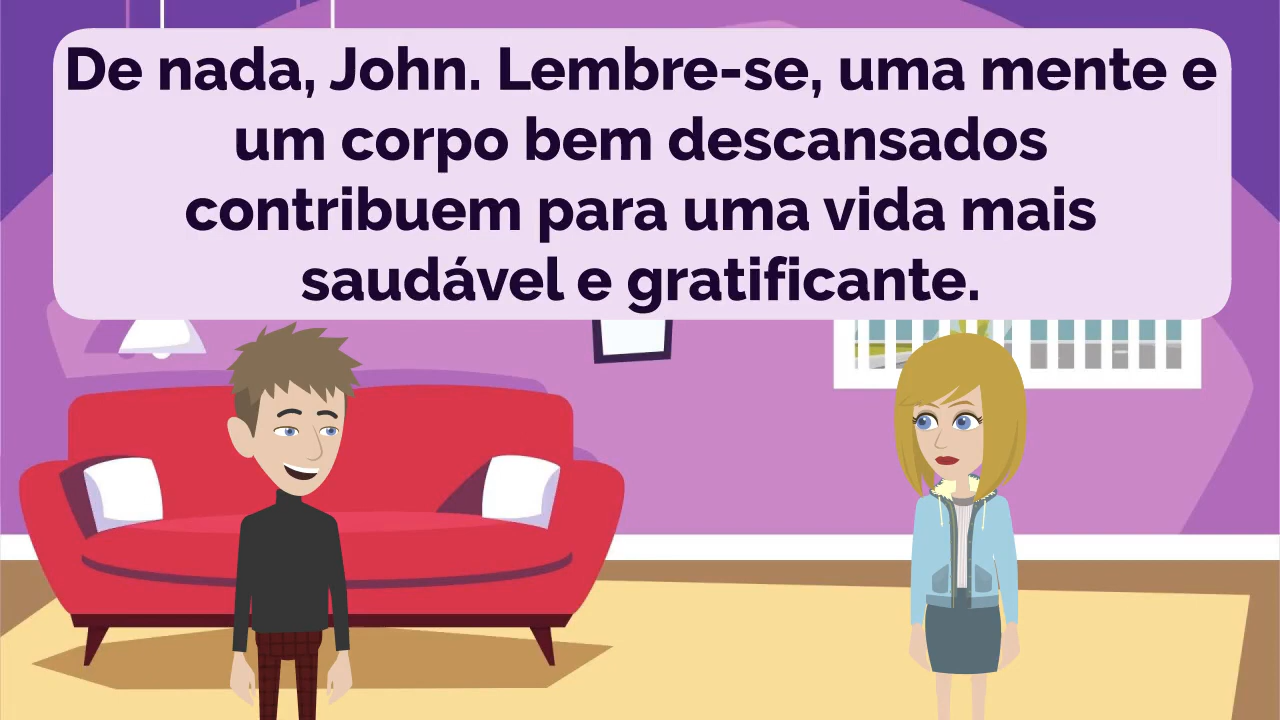 De nada, John. Lembre-se, uma mente e
um corpo bem descansados
contribuem para uma vida mais
saudável e gratificante.